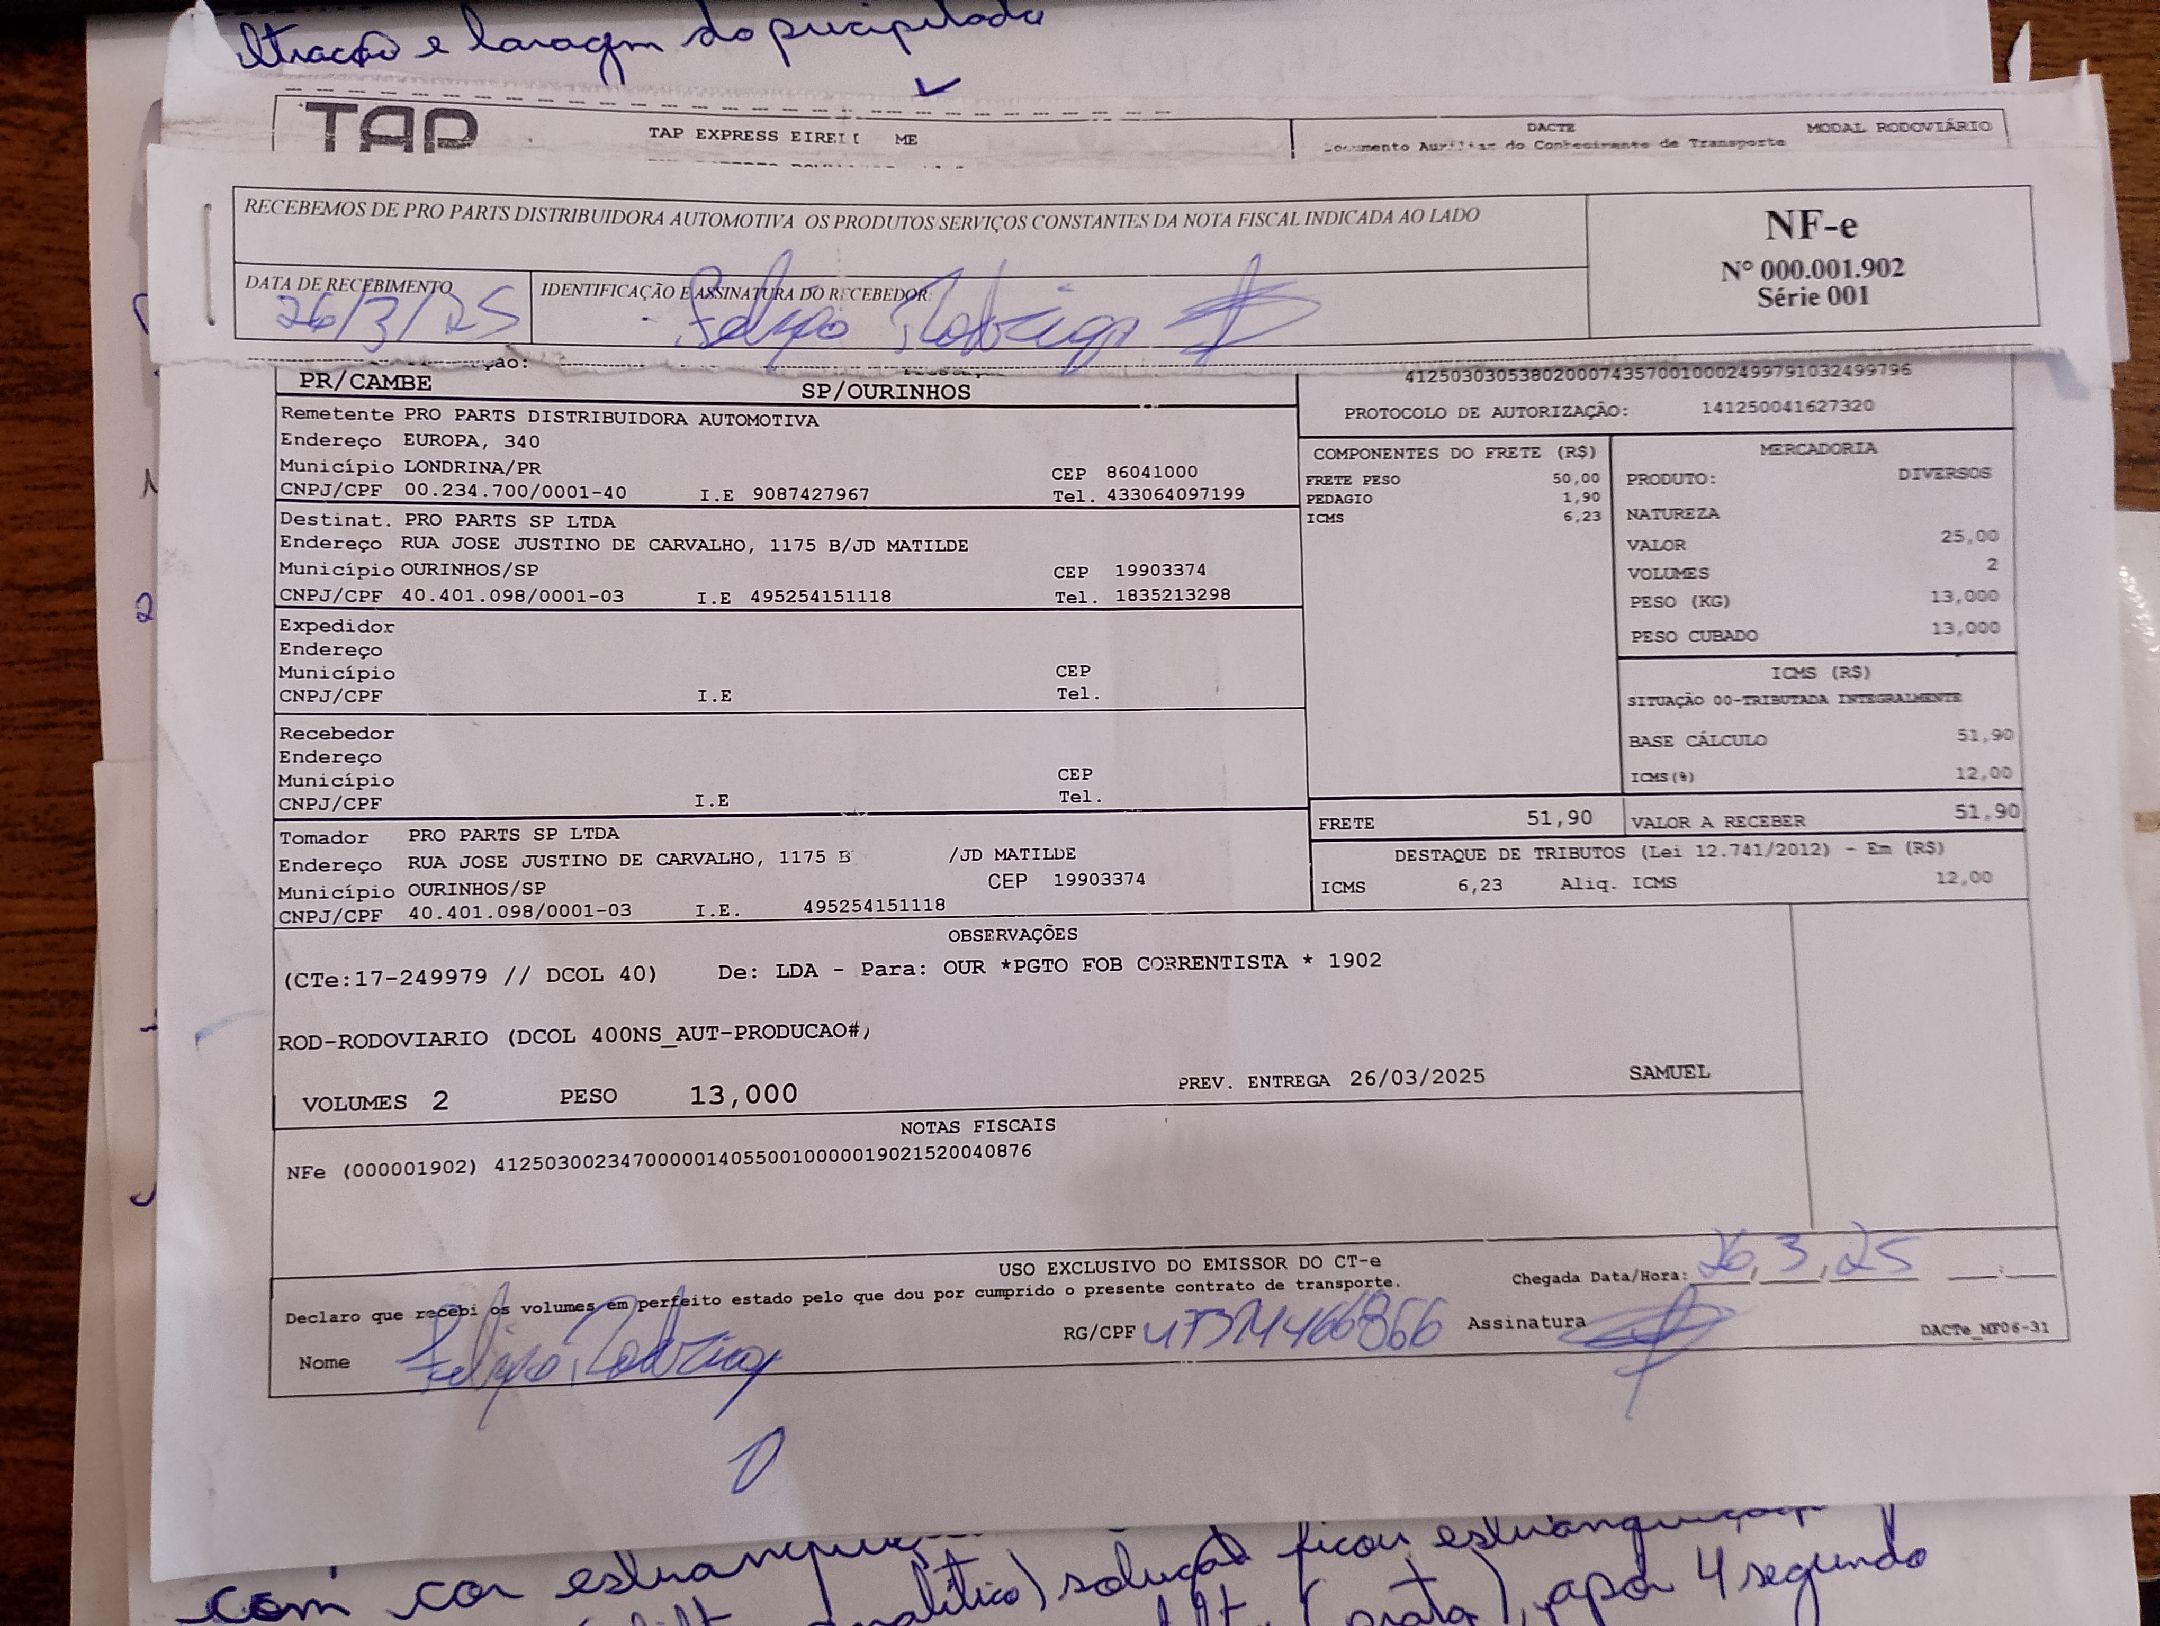 e lavagem do precipitado
TAP
TAP EXPRESS EIRELI ME
DACTE
MODAL RODOVIÁRIO
Documento Auxiliar do Conhecimento de Transporte
RECEBEMOS DE PRO PARTS DISTRIBUIDORA AUTOMOTIVA OS PRODUTOS SERVIÇOS CONSTANTES DA NOTA FISCAL INDICADA AO LADO
NF-e
Nº 000.001.902
Série 001
DATA DE RECEBIMENTO
26/3/25
IDENTIFICAÇÃO E ASSINATURA DO RECEBEDOR:
Felipe Rodrigo
PR/CAMBE
SP/OURINHOS
41250303053802000743570010002499791032499796
PROTOCOLO DE AUTORIZAÇÃO: 141250041627320
Remetente PRO PARTS DISTRIBUIDORA AUTOMOTIVA
Endereço EUROPA, 340
Município LONDRINA/PR CEP 86041000
CNPJ/CPF 00.234.700/0001-40 I.E 9087427967 Tel. 433064097199
Destinat. PRO PARTS SP LTDA
Endereço RUA JOSE JUSTINO DE CARVALHO, 1175 B/JD MATILDE
Município OURINHOS/SP CEP 19903374
CNPJ/CPF 40.401.098/0001-03 I.E 495254151118 Tel. 1835213298
Expedidor
Endereço
Município CEP
CNPJ/CPF I.E Tel.
Recebedor
Endereço
Município CEP
CNPJ/CPF I.E Tel.
Tomador PRO PARTS SP LTDA
Endereço RUA JOSE JUSTINO DE CARVALHO, 1175 B /JD MATILDE
Município OURINHOS/SP CEP 19903374
CNPJ/CPF 40.401.098/0001-03 I.E. 495254151118
COMPONENTES DO FRETE (R$)
FRETE PESO 50,00
PEDAGIO 1,90
ICMS 6,23
MERCADORIA
PRODUTO: DIVERSOS
NATUREZA
VALOR 25,00
VOLUMES 2
PESO (KG) 13,000
PESO CUBADO 13,000
ICMS (R$)
SITUAÇÃO 00-TRIBUTADA INTEGRALMENTE
BASE CÁLCULO 51,90
ICMS(%) 12,00
FRETE 51,90
VALOR A RECEBER 51,90
DESTAQUE DE TRIBUTOS (Lei 12.741/2012) - Em (R$)
ICMS 6,23 Aliq. ICMS 12,00
OBSERVAÇÕES
(CTe:17-249979 // DCOL 40) De: LDA - Para: OUR *PGTO FOB CORRENTISTA * 1902
ROD-RODOVIARIO (DCOL 400NS_AUT-PRODUCAO#)
VOLUMES 2 PESO 13,000 PREV. ENTREGA 26/03/2025 SAMUEL
NOTAS FISCAIS
NFe (000001902) 41250300234700000140550010000019021520040876
USO EXCLUSIVO DO EMISSOR DO CT-e
Declaro que recebi os volumes em perfeito estado pelo que dou por cumprido o presente contrato de transporte.
Chegada Data/Hora: 26, 3, 25
Nome Felipe Rodrigo
RG/CPF
Assinatura
DACTe_MF06-31
com cor
solução ficou
(prata), após 4 segundo